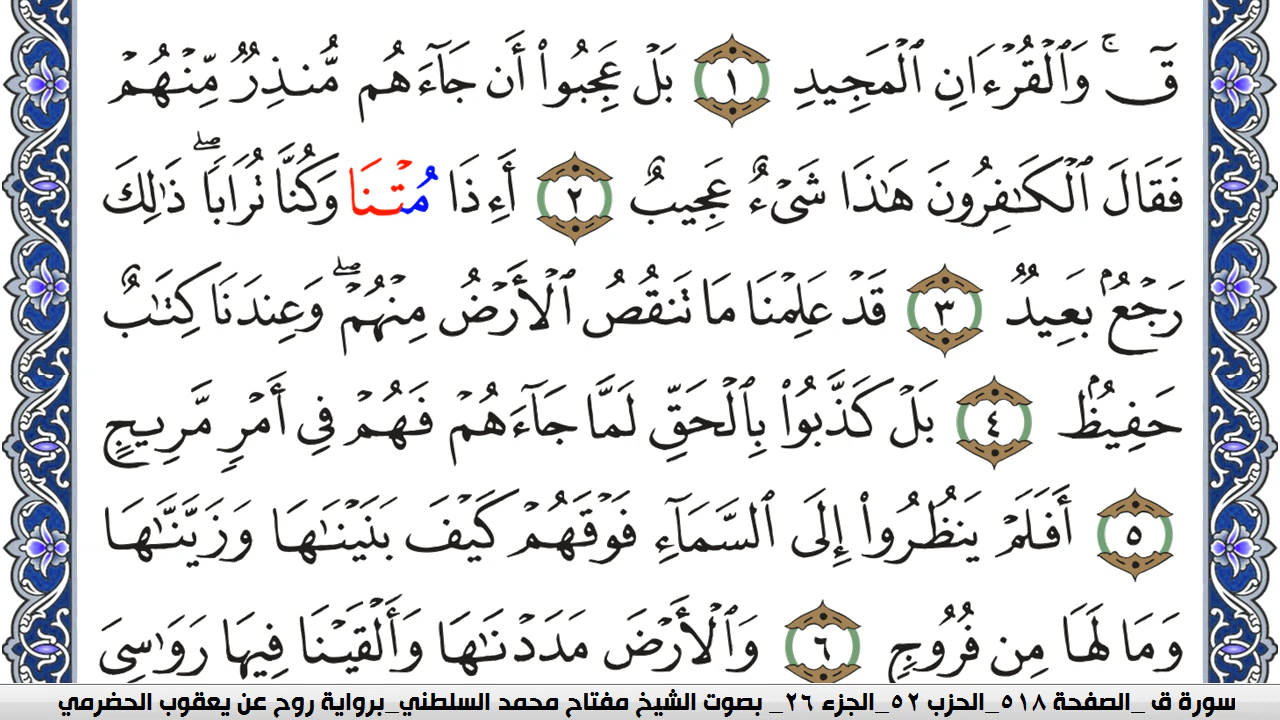 قٓۚ وَٱلْقُرْءَانِ ٱلْمَجِيدِ ١ بَلْ عَجِبُوٓا۟ أَن جَآءَهُم مُّنذِرٌ مِّنْهُمْ
فَقَالَ ٱلْكَـٰفِرُونَ هَـٰذَا شَىْءٌ عَجِيبٌ ٢ أَءِذَا مُتْنَا وَكُنَّا تُرَابًاۖ ذَٰلِكَ
رَجْعٌۢ بَعِيدٌ ٣ قَدْ عَلِمْنَا مَا تَنقُصُ ٱلْأَرْضُ مِنْهُمْۖ وَعِندَنَا كِتَـٰبٌ
حَفِيظٌۢ ٤ بَلْ كَذَّبُوا۟ بِٱلْحَقِّ لَمَّا جَآءَهُمْ فَهُمْ فِىٓ أَمْرٍ مَّرِيجٍ
٥ أَفَلَمْ يَنظُرُوٓا۟ إِلَى ٱلسَّمَآءِ فَوْقَهُمْ كَيْفَ بَنَيْنَـٰهَا وَزَيَّنَّـٰهَا
وَمَا لَهَا مِن فُرُوجٍ ٦ وَٱلْأَرْضَ مَدَدْنَـٰهَا وَأَلْقَيْنَا فِيهَا رَوَٰسِىَ
سورة ق _الصفحة ٥١٨_الحزب ٥٢_الجزء ٢٦_ بصوت الشيخ مفتاح محمد السلطني_برواية روح عن يعقوب الحضرمي